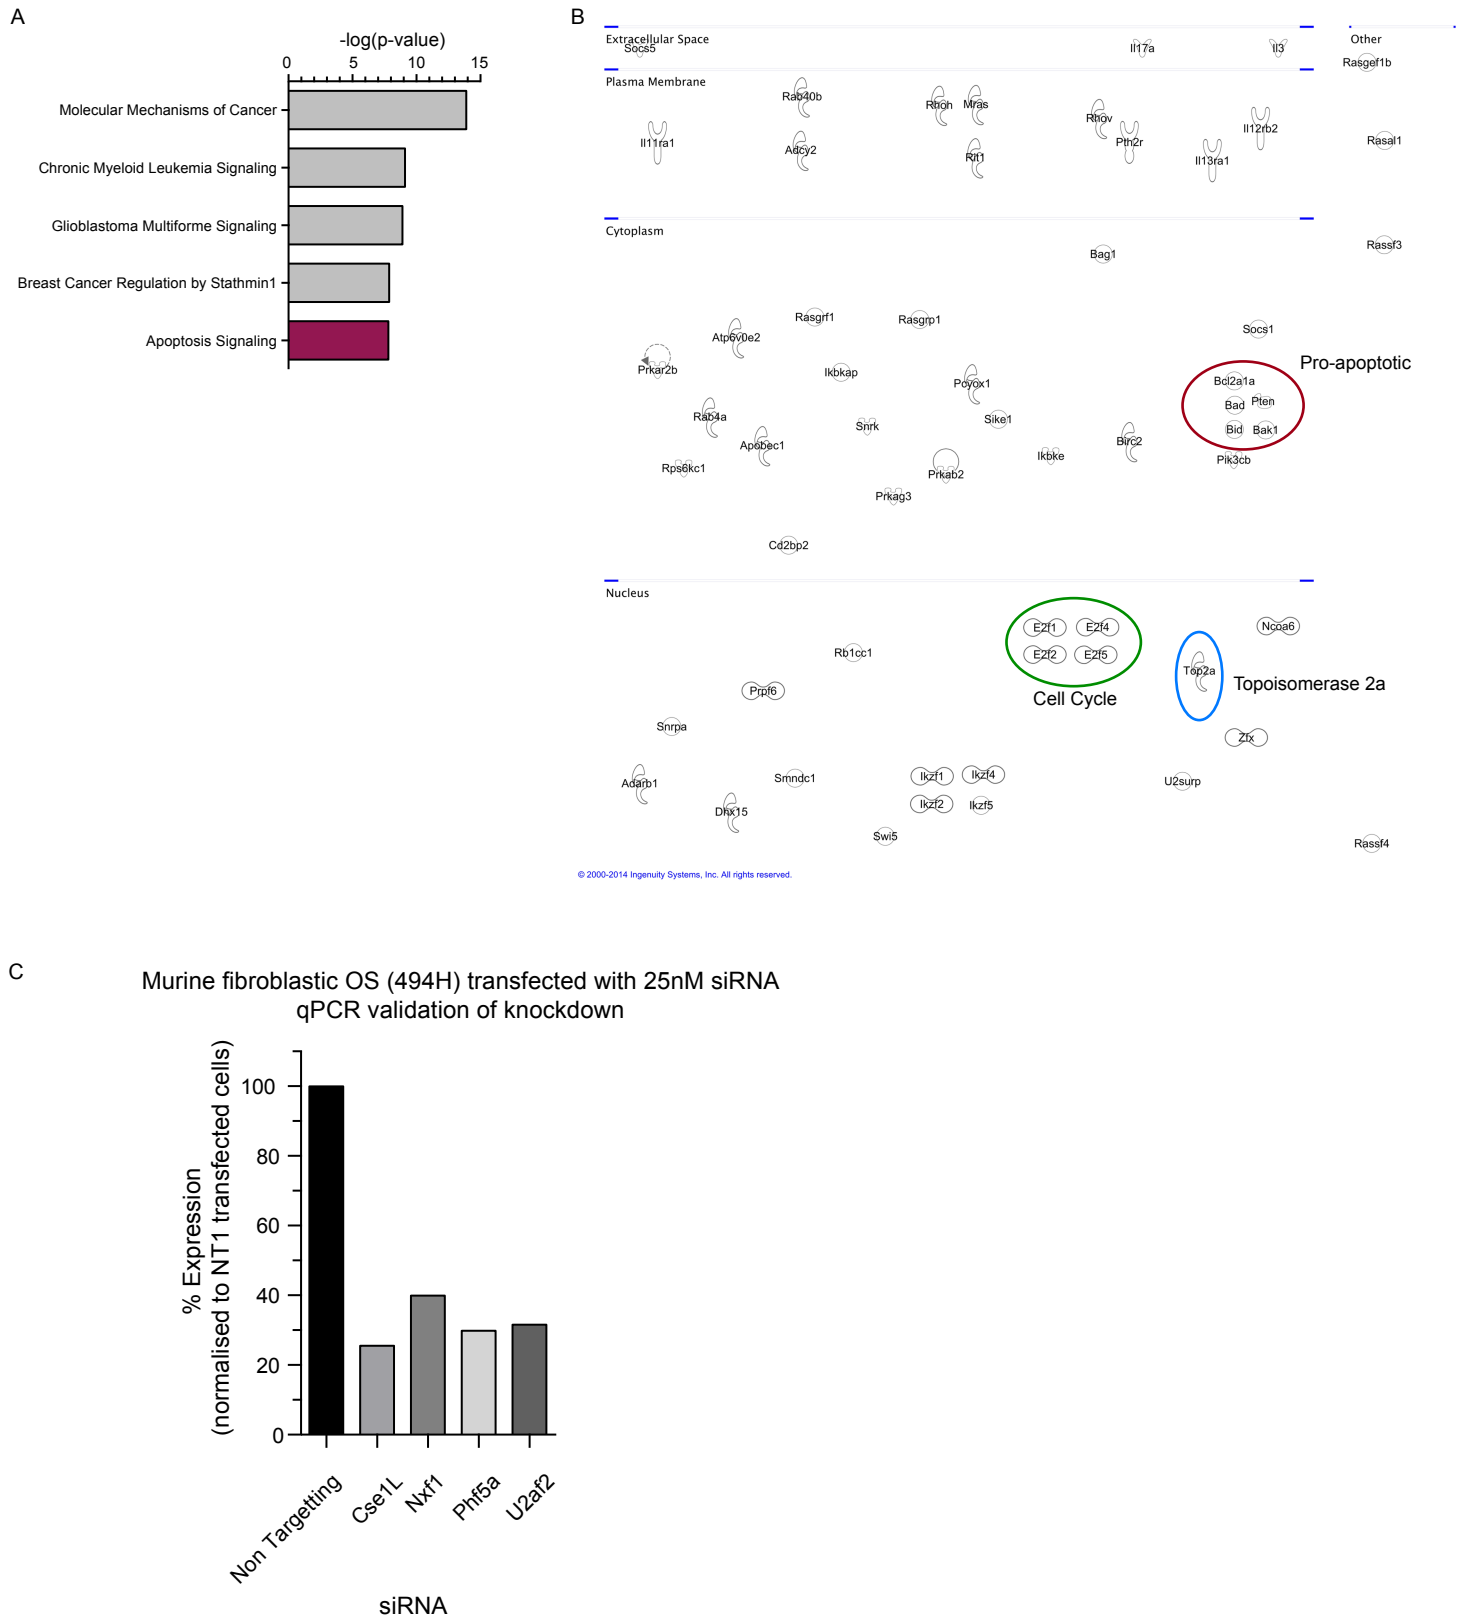 A
-log(p-value)
0 5 10 15
Molecular Mechanisms of Cancer
Chronic Myeloid Leukemia Signaling
Glioblastoma Multiforme Signaling
Breast Cancer Regulation by Stathmin1
Apoptosis Signaling
B
Extracellular Space
Other
Socs5
Il17a
Il3
Rasgef1b
Plasma Membrane
Rab40b
Rhoh
Mras
Rhov
Il12rb2
Il11ra1
Adcy2
Rit1
Pth2r
Il13ra1
Rasal1
Cytoplasm
Rassf3
Bag1
Rasgrf1
Rasgrp1
Socs1
Atp6v0e2
Pro-apoptotic
Prkar2b
Ikbkap
Pcyox1
Bcl2a1a
Bad
Pten
Rab4a
Sike1
Snrk
Bid
Bak1
Apobec1
Birc2
Rps6kc1
Ikbke
Pik3cb
Prkab2
Prkag3
Cd2bp2
Nucleus
E2f1
E2f4
Ncoa6
Rb1cc1
E2f2
E2f5
Top2a
Prpf6
Cell Cycle
Topoisomerase 2a
Snrpa
Zfx
Adarb1
Smndc1
Ikzf1
Ikzf4
U2surp
Ikzf2
Ikzf5
Dhx15
Swi5
Rassf4
© 2000-2014 Ingenuity Systems, Inc. All rights reserved.
C
Murine fibroblastic OS (494H) transfected with 25nM siRNA
qPCR validation of knockdown
% Expression
(normalised to NT1 transfected cells)
100
80
60
40
20
0
Non Targetting
Cse1L
Nxf1
Phf5a
U2af2
siRNA